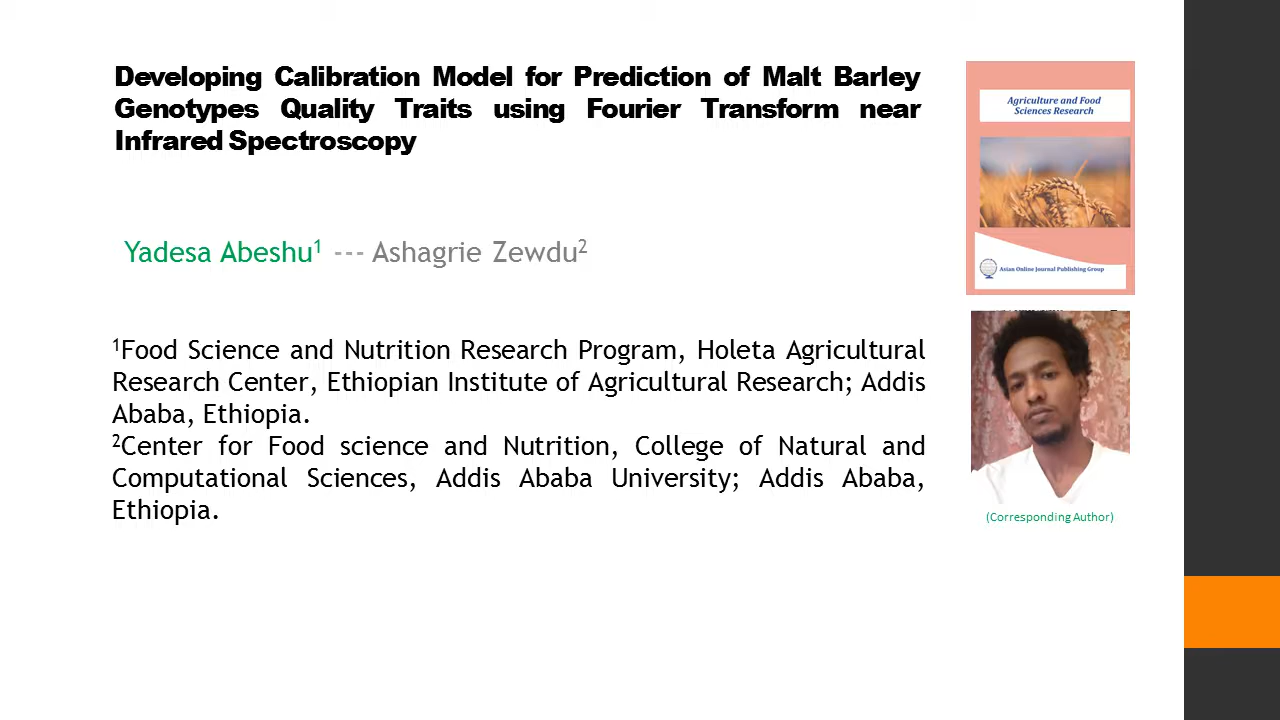 Developing Calibration Model for Prediction of Malt Barley
Genotypes Quality Traits using Fourier Transform near
Infrared Spectroscopy
Agriculture and Food
Sciences Research
Asian Online Journal Publishing Group
Yadesa Abeshu¹ --- Ashagrie Zewdu²
¹Food Science and Nutrition Research Program, Holeta Agricultural
Research Center, Ethiopian Institute of Agricultural Research; Addis
Ababa, Ethiopia.
²Center for Food science and Nutrition, College of Natural and
Computational Sciences, Addis Ababa University; Addis Ababa,
Ethiopia.
(Corresponding Author)